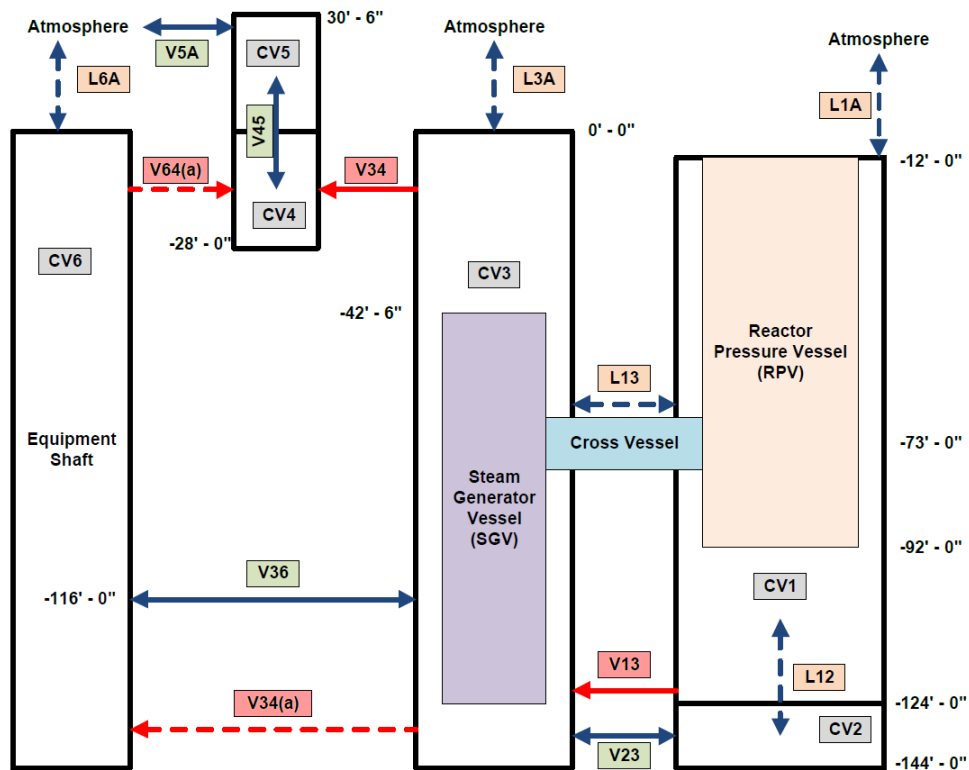 Atmosphere
30' - 6"
Atmosphere
Atmosphere
V5A
CV5
L6A
L3A
L1A
V45
0' - 0"
-12' - 0"
V64(a)
V34
CV4
-28' - 0"
CV6
CV3
-42' - 6"
Reactor
Pressure Vessel
(RPV)
L13
Equipment
Shaft
Cross Vessel
-73' - 0"
Steam
Generator
Vessel
(SGV)
-92' - 0"
V36
CV1
-116' - 0"
V13
L12
V34(a)
-124' - 0"
CV2
V23
-144' - 0"